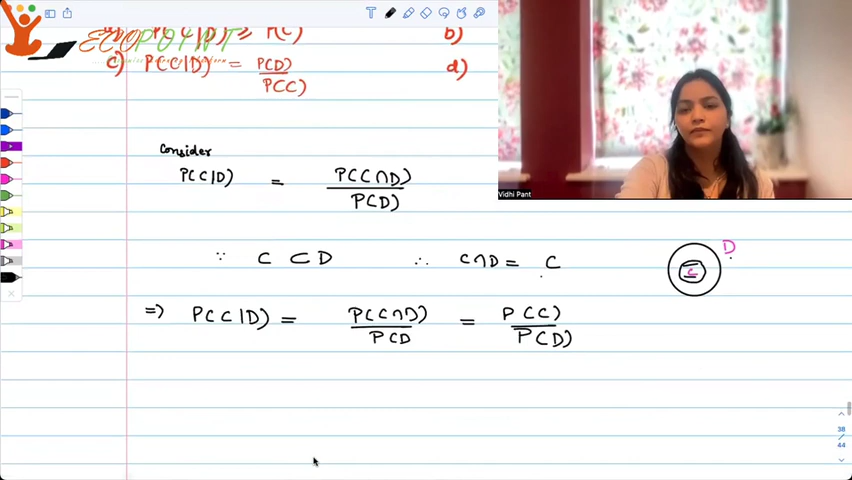 a) P(C|D) ≥ P(C) b)
ECOPOINT
c) P(C|D) = P(D) / P(C) d)
Consider
P(C|D) = P(C∩D) / P(D)
Vidhi Pant
∵ C ⊂ D ∴ C∩D = C
D
C
⇒ P(C|D) = P(C∩D) / P(D = P(C) / P(D)
38
44